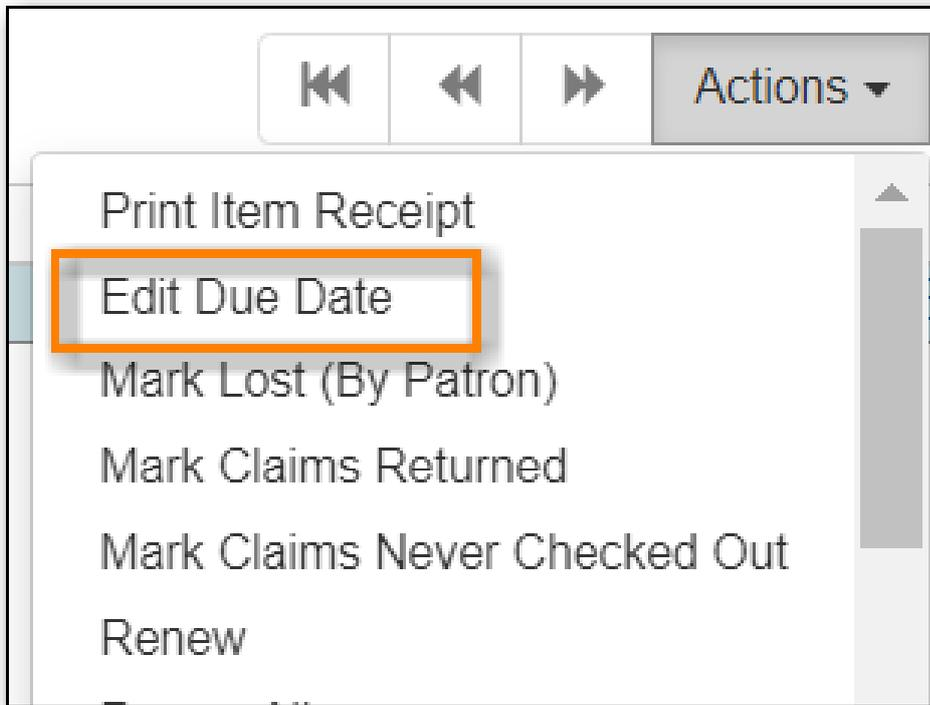 Actions
Print Item Receipt
Edit Due Date
Mark Lost (By Patron)
Mark Claims Returned
Mark Claims Never Checked Out
Renew